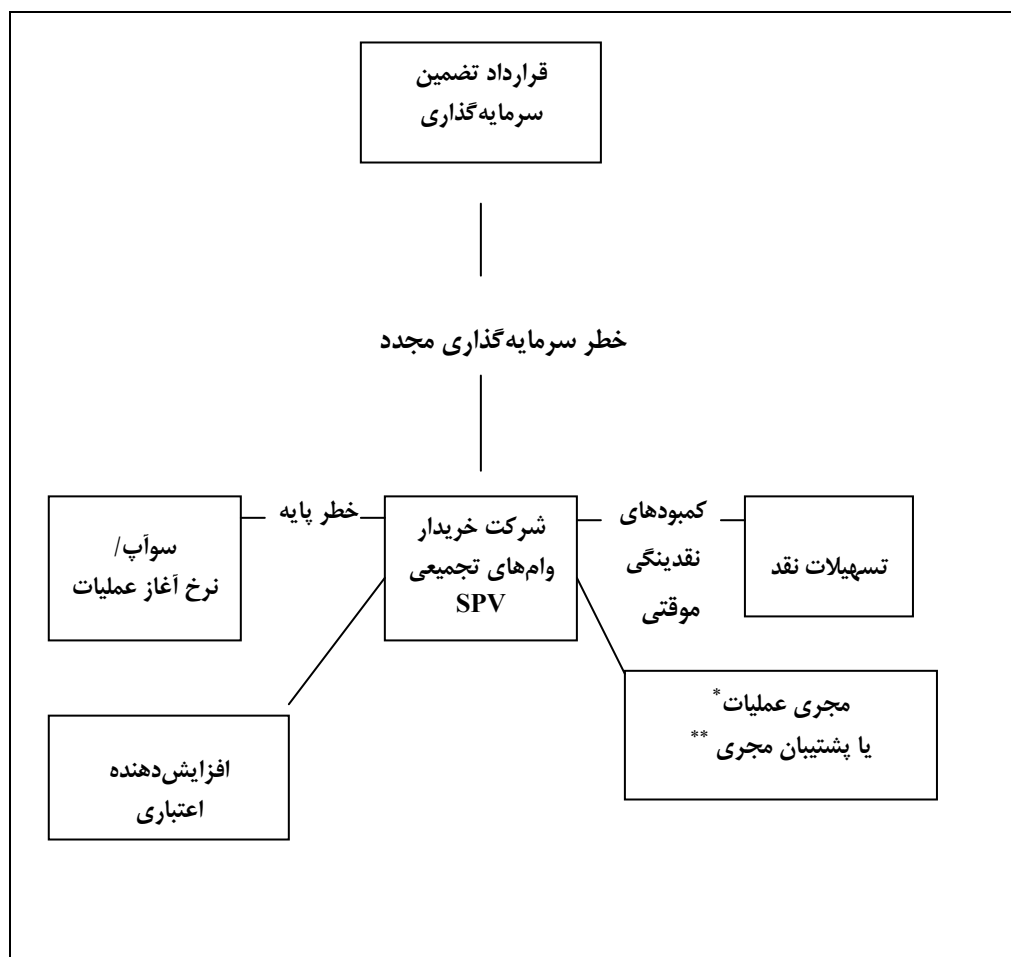 قرارداد تضمین
سرمایه‌گذاری
خطر سرمایه‌گذاری مجدد
کمبودهای
نقدینگی
موقتی
تسهیلات نقد
شرکت خریدار
وام‌های تجمیعی
SPV
خطر پایه
سوآپ/
نرخ آغاز عملیات
مجری عملیات*
یا پشتیبان مجری **
افزایش‌دهنده
اعتباری